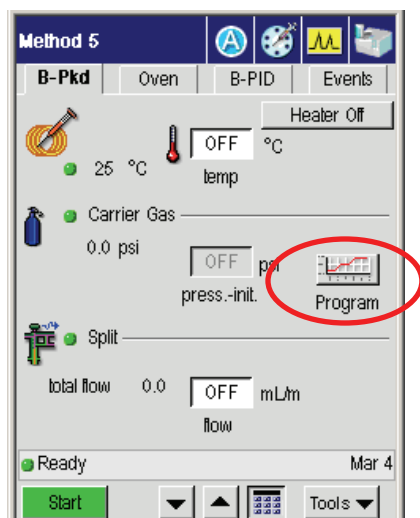 Method 5
B-Pkd Oven B-PID Events
Heater Off
25 °C OFF °C
temp
Carrier Gas
0.0 psi OFF psi
press.-init. Program
Split
total flow 0.0 OFF mL/m
flow
Ready Mar 4
Start Tools